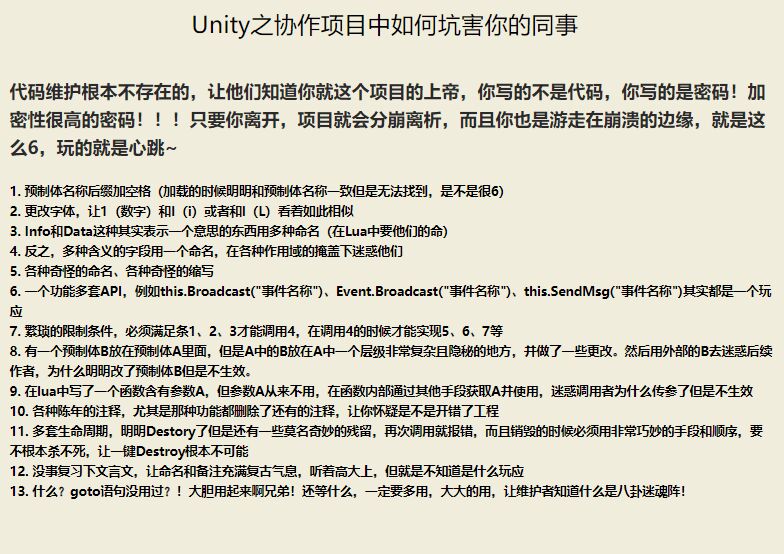 Unity之协作项目中如何坑害你的同事
代码维护根本不存在的，让他们知道你就这个项目的上帝，你写的不是代码，你写的是密码！加
密性很高的密码！！！只要你离开，项目就会分崩离析，而且你也是游走在崩溃的边缘，就是这
么6，玩的就是心跳~
1. 预制体名称后缀加空格（加载的时候明明和预制体名称一致但是无法找到，是不是很6）
2. 更改字体，让1（数字）和I（i）或者和l（L）看着如此相似
3. Info和Data这种其实表示一个意思的东西用多种命名（在Lua中要他们的命）
4. 反之，多种含义的字段用一个命名，在各种作用域的掩盖下迷惑他们
5. 各种奇怪的命名、各种奇怪的缩写
6. 一个功能多套API，例如this.Broadcast("事件名称")、Event.Broadcast("事件名称")、this.SendMsg("事件名称")其实都是一个玩
应
7. 繁琐的限制条件，必须满足条1、2、3才能调用4，在调用4的时候才能实现5、6、7等
8. 有一个预制体B放在预制体A里面，但是A中的B放在A中一个层级非常复杂且隐秘的地方，并做了一些更改。然后用外部的B去迷惑后续
作者，为什么明明改了预制体B但是不生效。
9. 在lua中写了一个函数含有参数A，但参数A从来不用，在函数内部通过其他手段获取A并使用，迷惑调用者为什么传参了但是不生效
10. 各种陈年的注释，尤其是那种功能都删除了还有的注释，让你怀疑是不是开错了工程
11. 多套生命周期，明明Destory了但是还有一些莫名奇妙的残留，再次调用就报错，而且销毁的时候必须用非常巧妙的手段和顺序，要
不根本杀不死，让一键Destroy根本不可能
12. 没事复习下文言文，让命名和备注充满复古气息，听着高大上，但就是不知道是什么玩应
13. 什么？goto语句没用过？！大胆用起来啊兄弟！还等什么，一定要多用，大大的用，让维护者知道什么是八卦迷魂阵！